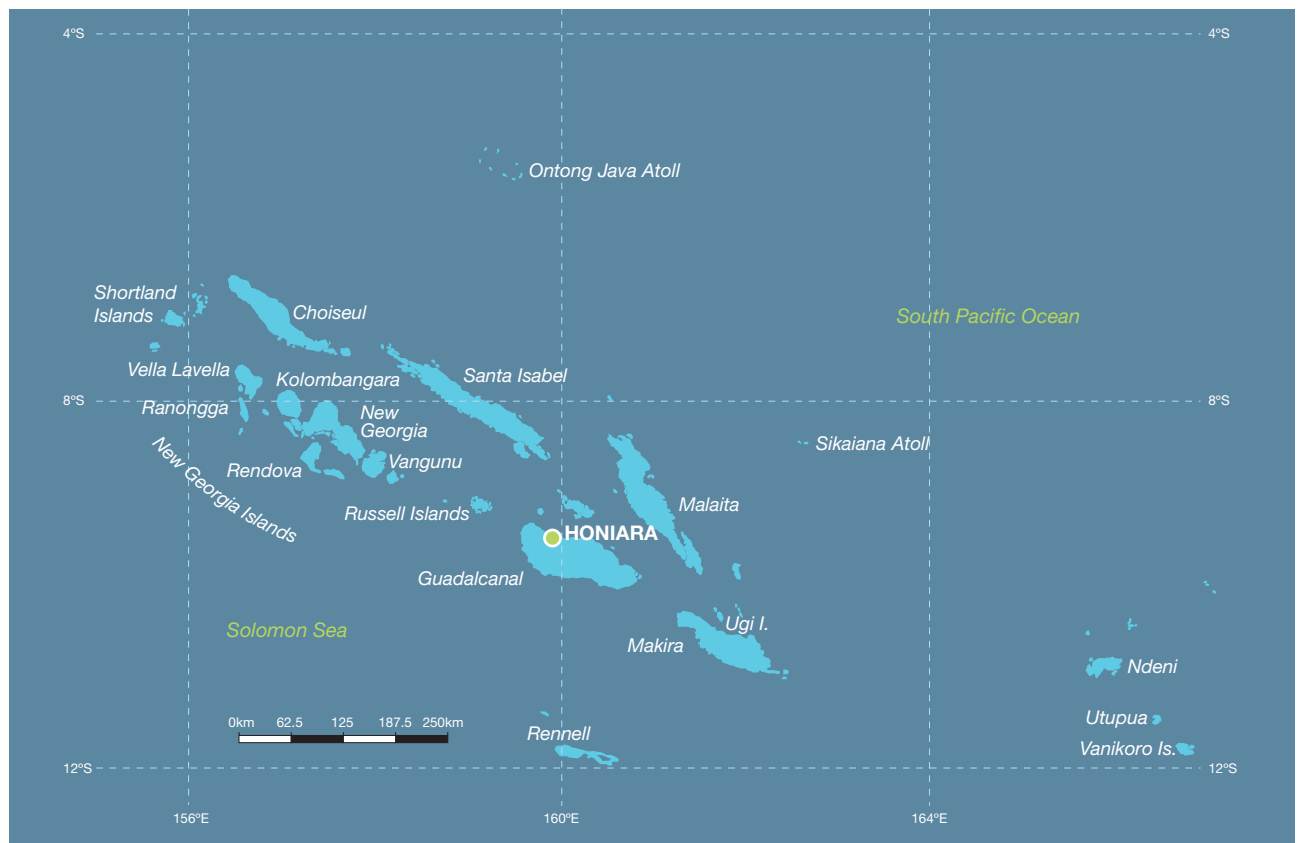 4ºS
4ºS
Ontong Java Atoll
Shortland
Islands
Choiseul
South Pacific Ocean
Vella Lavella
Kolombangara
Santa Isabel
8ºS
8ºS
Ranongga
New
Georgia
Sikaiana Atoll
Rendova
Vangunu
New Georgia Islands
Russell Islands
Malaita
HONIARA
Guadalcanal
Solomon Sea
Ugi I.
Makira
Ndeni
0km 62.5 125 187.5 250km
Rennell
Utupua
Vanikoro Is.
12ºS
12ºS
156ºE
160ºE
164ºE